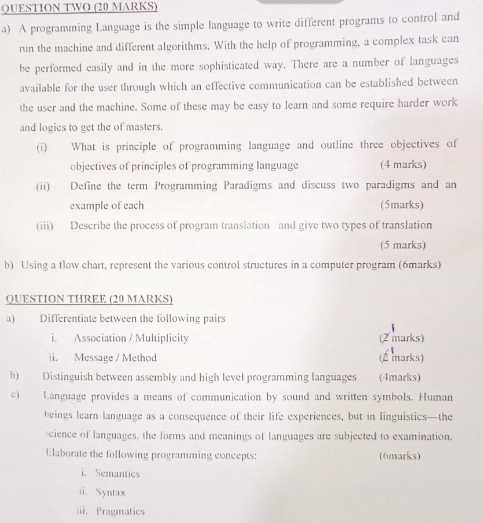 QUESTION TWO (20 MARKS)
a) A programming Language is the simple language to write different programs to control and
run the machine and different algorithms. With the help of programming, a complex task can
be performed easily and in the more sophisticated way. There are a number of languages
available for the user through which an effective communication can be established between
the user and the machine. Some of these may be easy to learn and some require harder work
and logics to get the of masters.
(i) What is principle of programming language and outline three objectives of
objectives of principles of programming language (4 marks)
(ii) Define the term Programming Paradigms and discuss two paradigms and an
example of each (5marks)
(iii) Describe the process of program translation and give two types of translation
(5 marks)
b) Using a flow chart, represent the various control structures in a computer program (6marks)
QUESTION THREE (20 MARKS)
a) Differentiate between the following pairs
i. Association / Multiplicity (2 marks)
ii. Message / Method (2 marks)
b) Distinguish between assembly and high level programming languages (4marks)
c) Language provides a means of communication by sound and written symbols. Human
beings learn language as a consequence of their life experiences, but in linguistics—the
science of languages, the forms and meanings of languages are subjected to examination.
Elaborate the following programming concepts: (6marks)
i. Semantics
ii. Syntax
iii. Pragmatics